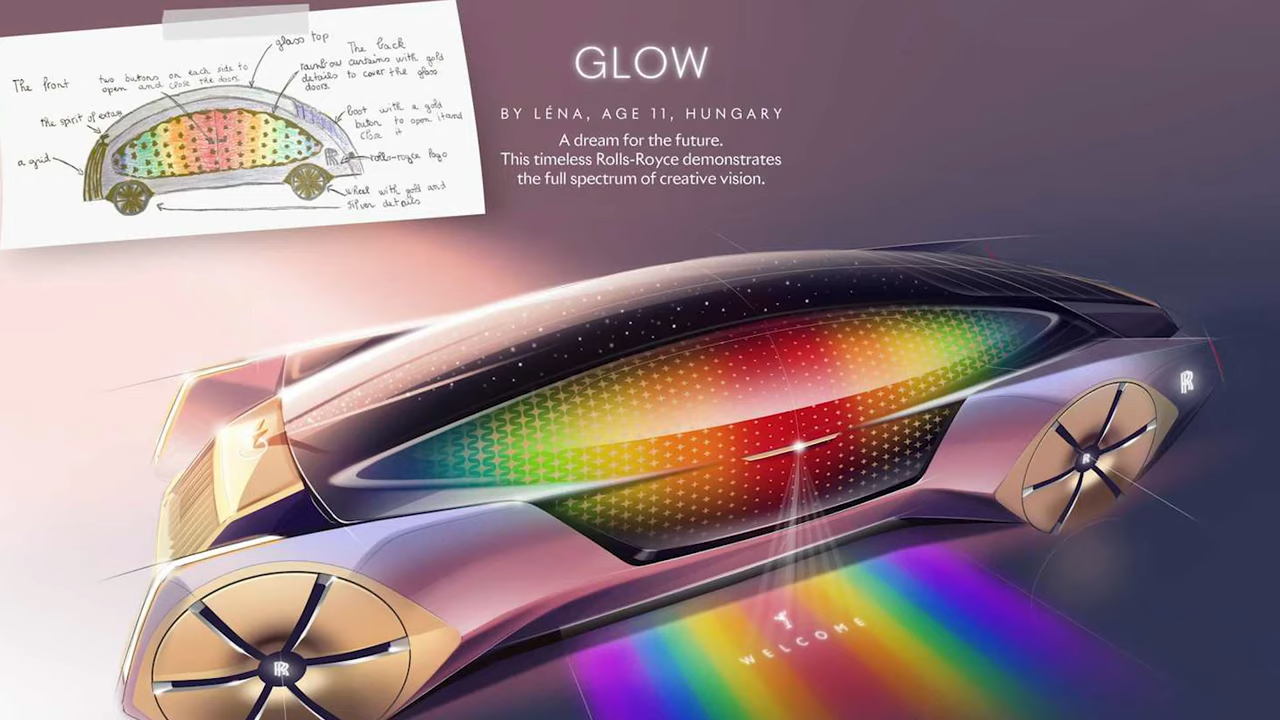 glass top
The back
rainbow curtains with gold
details to cover the glass
doors.
The front
two butons on each side to
open and close the doors.
the spirit of extasy
boot with a gold
buton to open it and
close it
a grid
rolls-royce logo
wheel with gold and
silver details
GLOW
BY LÉNA, AGE 11, HUNGARY
A dream for the future.
This timeless Rolls-Royce demonstrates
the full spectrum of creative vision.
WELCOME